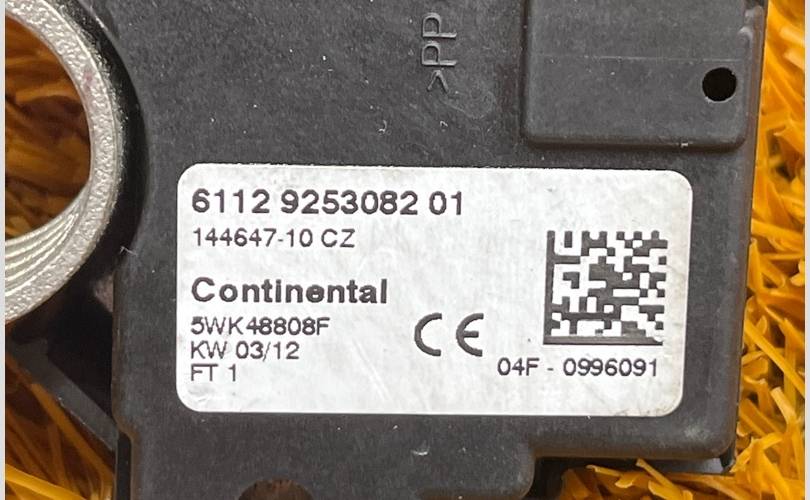 >PP
6112 9253082 01
144647-10 CZ
Continental
5WK48808F
KW 03/12
FT 1
CE
04F - 0996091